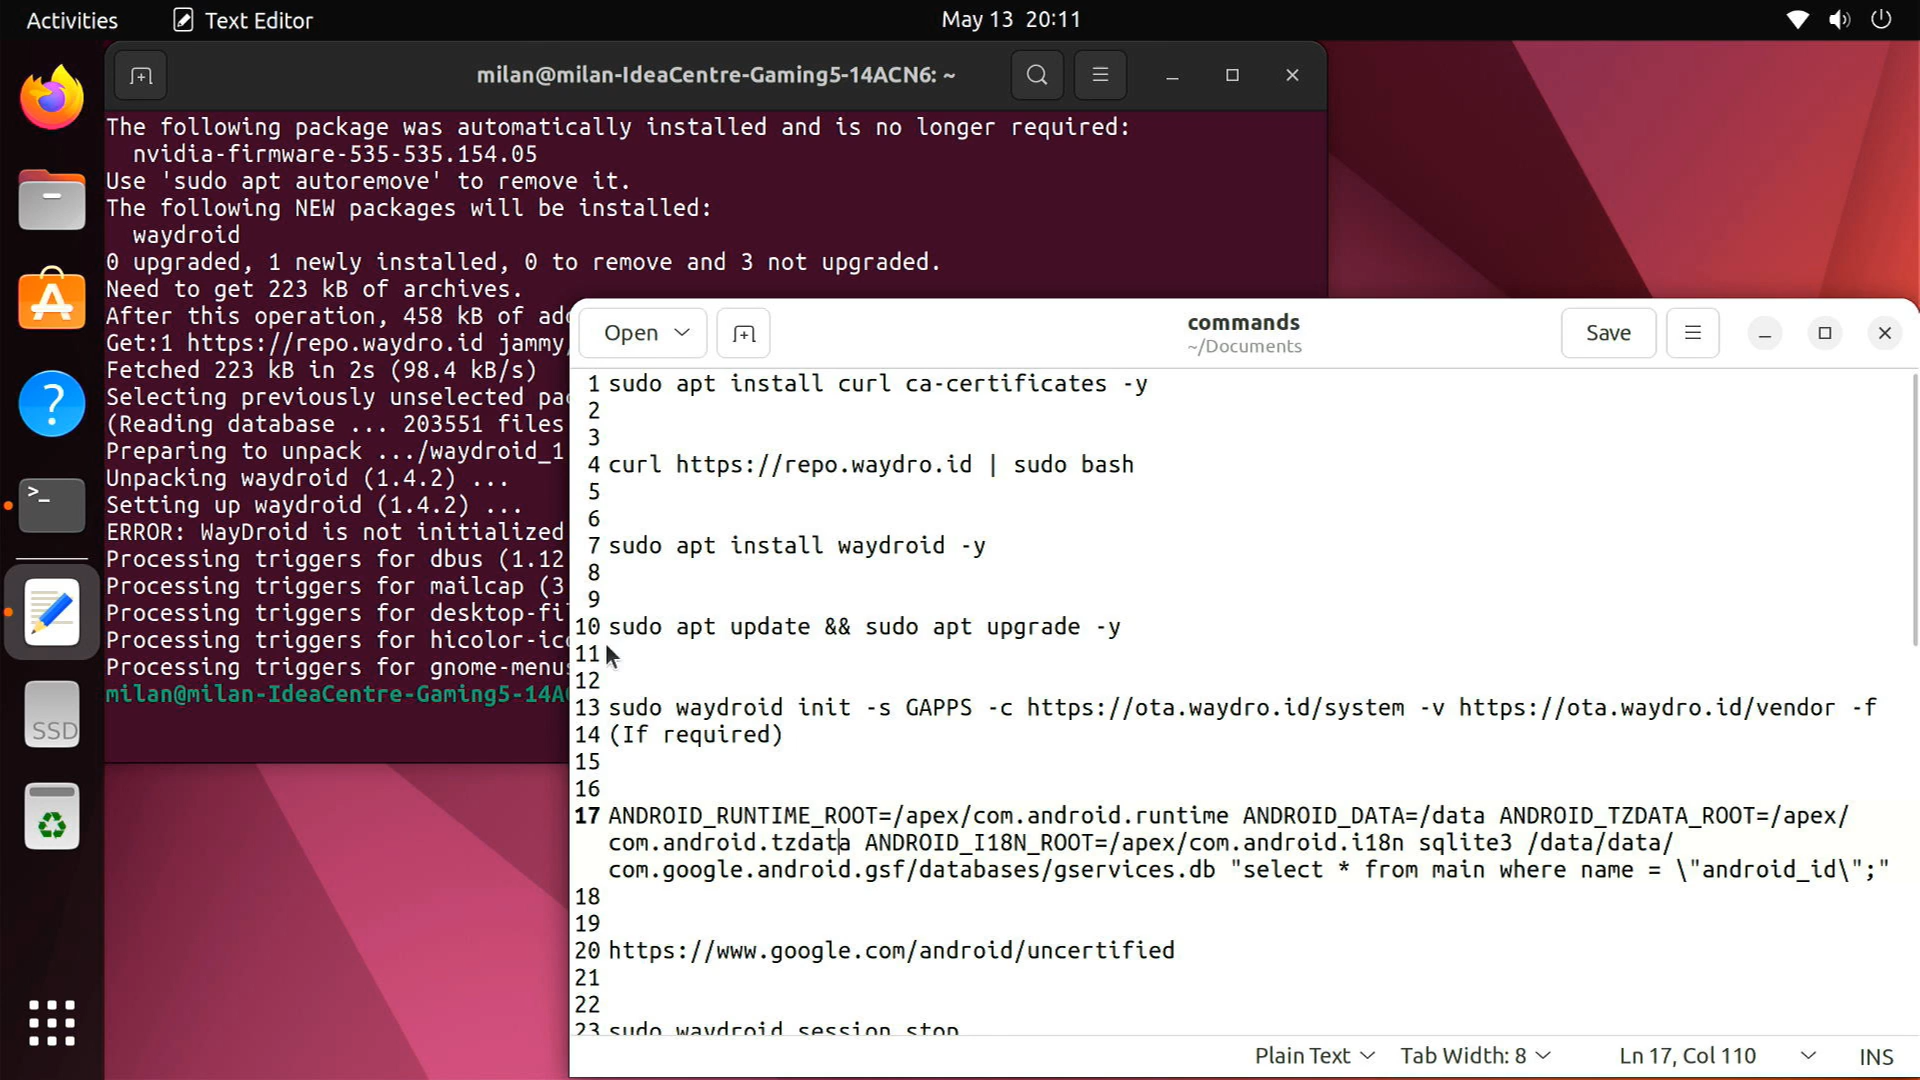 Activities
Text Editor
May 13 20:11
milan@milan-IdeaCentre-Gaming5-14ACN6: ~
The following package was automatically installed and is no longer required:
nvidia-firmware-535-535.154.05
Use 'sudo apt autoremove' to remove it.
The following NEW packages will be installed:
waydroid
0 upgraded, 1 newly installed, 0 to remove and 3 not upgraded.
Need to get 223 kB of archives.
After this operation, 458 kB of
Get:1 https://repo.waydro.id jammy/
Fetched 223 kB in 2s (98.4 kB/s)
Selecting previously unselected
(Reading database ... 203551 files
Preparing to unpack .../waydroid_1
Unpacking waydroid (1.4.2) ...
Setting up waydroid (1.4.2) ...
ERROR: WayDroid is not initialized
Processing triggers for dbus (1.12
Processing triggers for mailcap (3
Processing triggers for
Processing triggers for
Processing triggers for
milan@milan-IdeaCentre-Gaming5-14A
SSD
Open
commands
~/Documents
Save
1 sudo apt install curl ca-certificates -y
2
3
4 curl https://repo.waydro.id | sudo bash
5
6
7 sudo apt install waydroid -y
8
9
10 sudo apt update && sudo apt upgrade -y
11
12
13 sudo waydroid init -s GAPPS -c https://ota.waydro.id/system -v https://ota.waydro.id/vendor -f
14 (If required)
15
16
17 ANDROID_RUNTIME_ROOT=/apex/com.android.runtime ANDROID_DATA=/data ANDROID_TZDATA_ROOT=/apex/
com.android.tzdata ANDROID_I18N_ROOT=/apex/com.android.i18n sqlite3 /data/data/
com.google.android.gsf/databases/gservices.db "select * from main where name = \"android_id\";"
18
19
20 https://www.google.com/android/uncertified
21
22
23 sudo waydroid session stop
Plain Text
Tab Width: 8
Ln 17, Col 110
INS